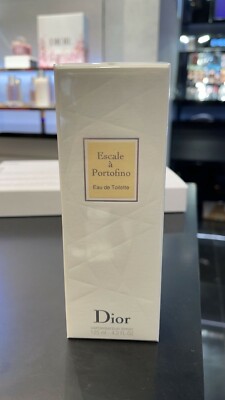 Escale
à
Portofino
Eau de Toilette
Dior